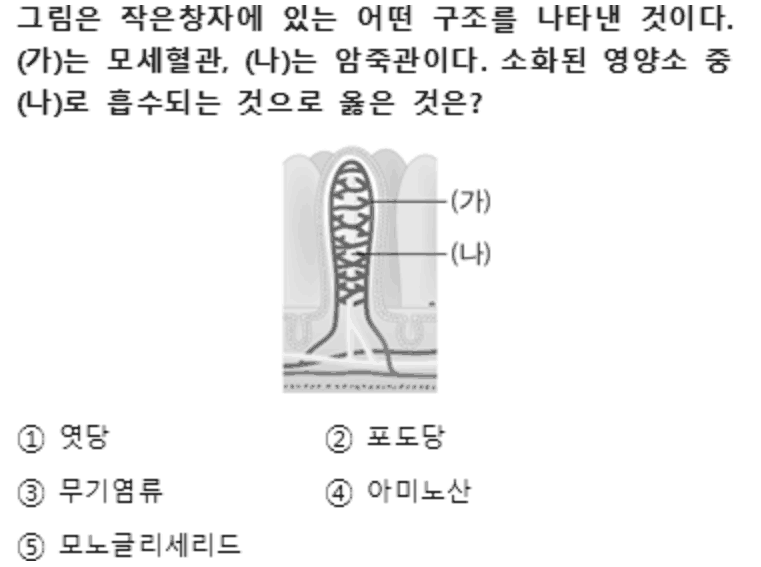 그림은 작은창자에 있는 어떤 구조를 나타낸 것이다.
(가)는 모세혈관, (나)는 암죽관이다. 소화된 영양소 중
(나)로 흡수되는 것으로 옳은 것은?
(가)
(나)
① 엿당 ② 포도당
③ 무기염류 ④ 아미노산
⑤ 모노글리세리드